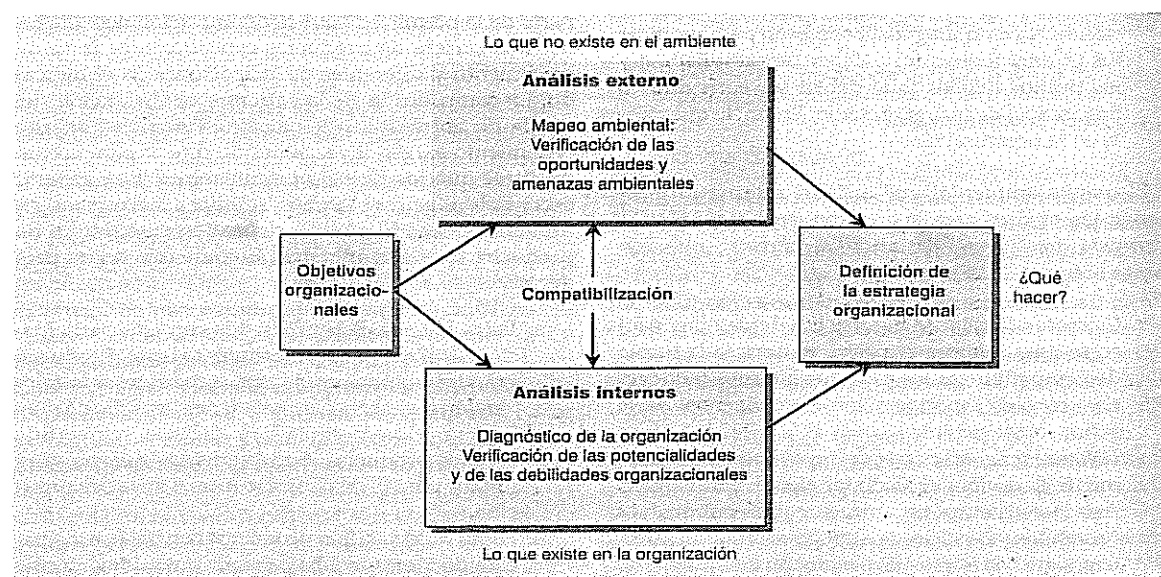 Lo que no existe en el ambiente
Análisis externo
Mapeo ambiental:
Verificación de las
oportunidades y
amenazas ambientales
Objetivos
organizacio-
nales
Compatibilización
Definición de
la estrategia
organizacional
¿Qué
hacer?
Análisis internos
Diagnóstico de la organización
Verificación de las potencialidades
y de las debilidades organizacionales
Lo que existe en la organización